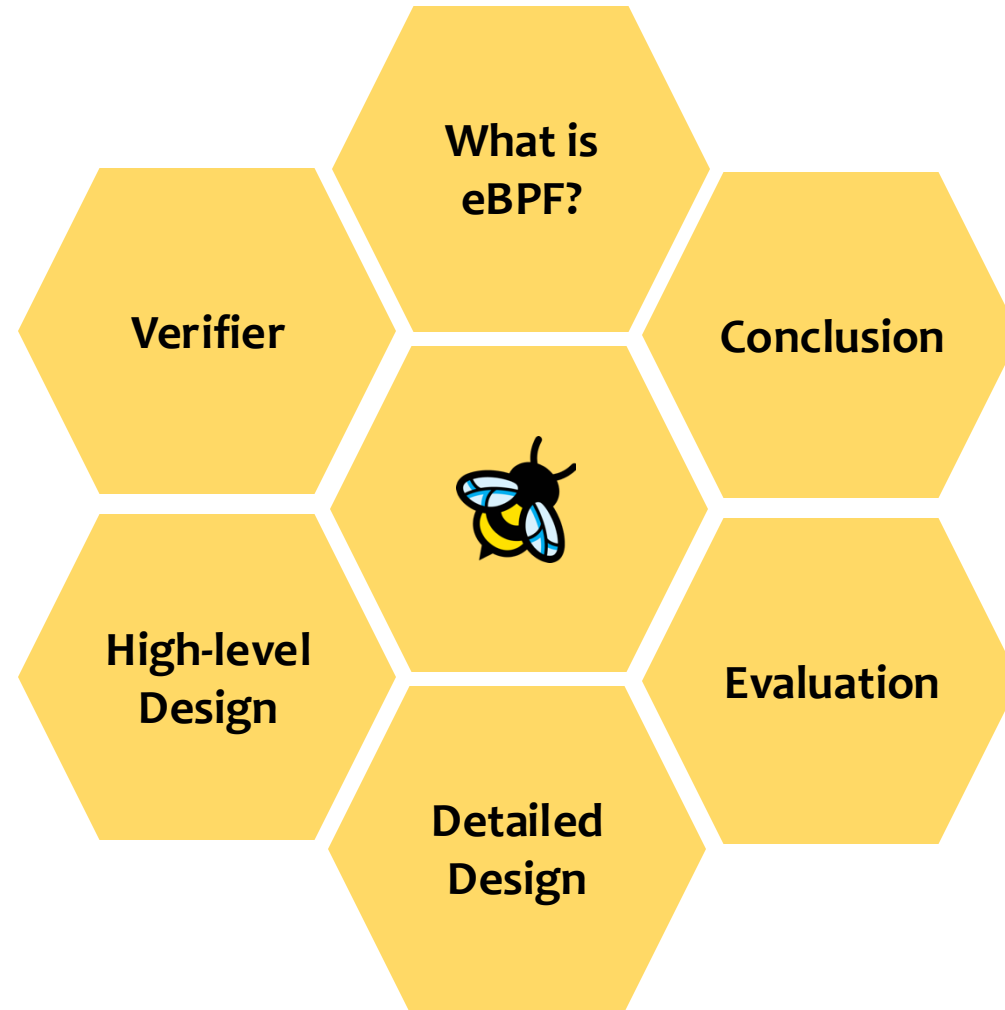 What is
eBPF?
Verifier
Conclusion
High-level
Design
Evaluation
Detailed
Design